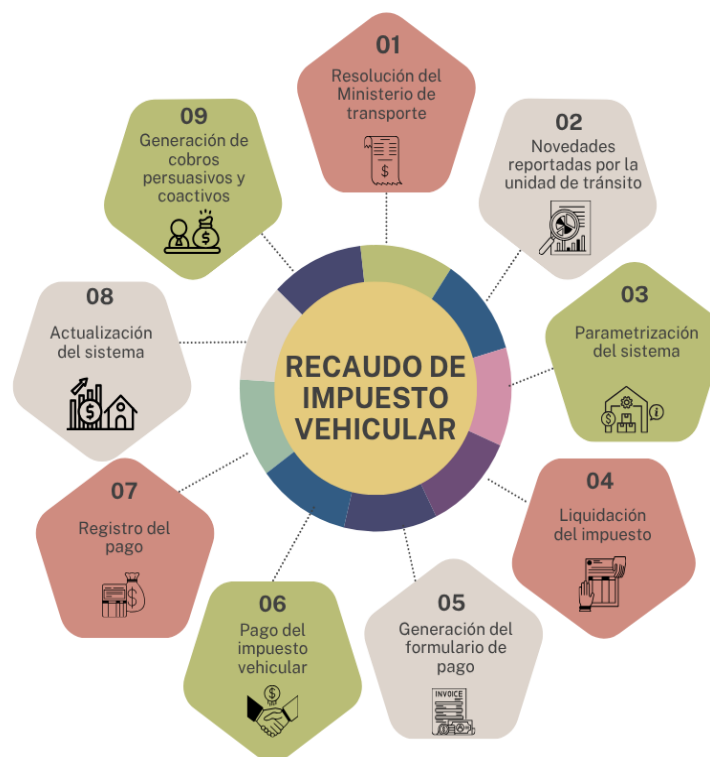 01
Resolución del
Ministerio de
transporte
$
02
Novedades
reportadas por la
unidad de tránsito
03
Parametrización
del sistema
$
i
04
Liquidación
del impuesto
05
Generación del
formulario de
pago
INVOICE
06
Pago del
impuesto
vehicular
$
07
Registro del
pago
$
08
Actualización
del sistema
$
09
Generación de
cobros
persuasivos y
coactivos
$
RECAUDO DE
IMPUESTO
VEHICULAR